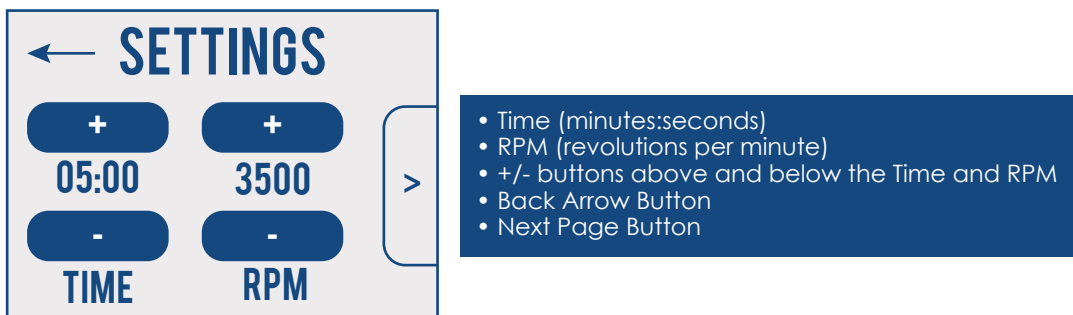 ← SETTINGS
+ +
05:00 3500 >
- -
TIME RPM
• Time (minutes:seconds)
• RPM (revolutions per minute)
• +/- buttons above and below the Time and RPM
• Back Arrow Button
• Next Page Button